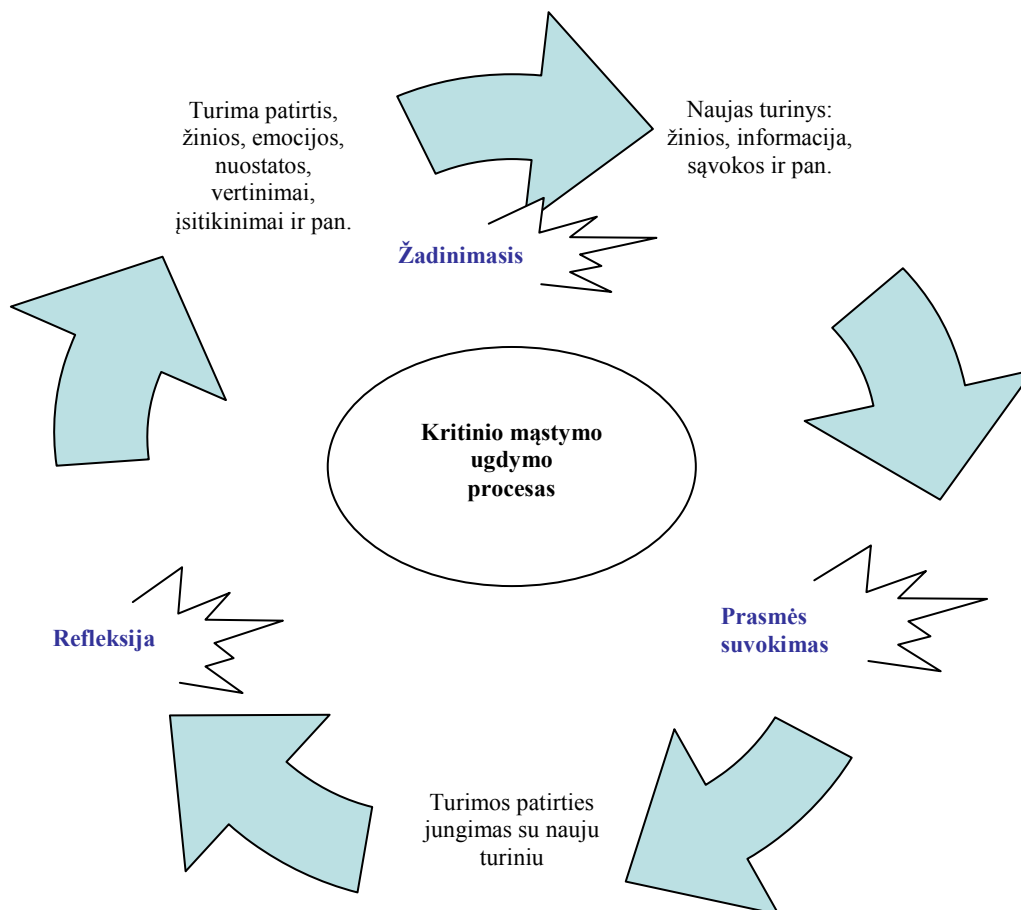 Turima patirtis,
žinios, emocijos,
nuostatos,
vertinimai,
įsitikinimai ir pan.
Naujas turinys:
žinios, informacija,
sąvokos ir pan.
Žadinimasis
Kritinio mąstymo
ugdymo
procesas
Refleksija
Prasmės
suvokimas
Turimos patirties
jungimas su nauju
turiniu